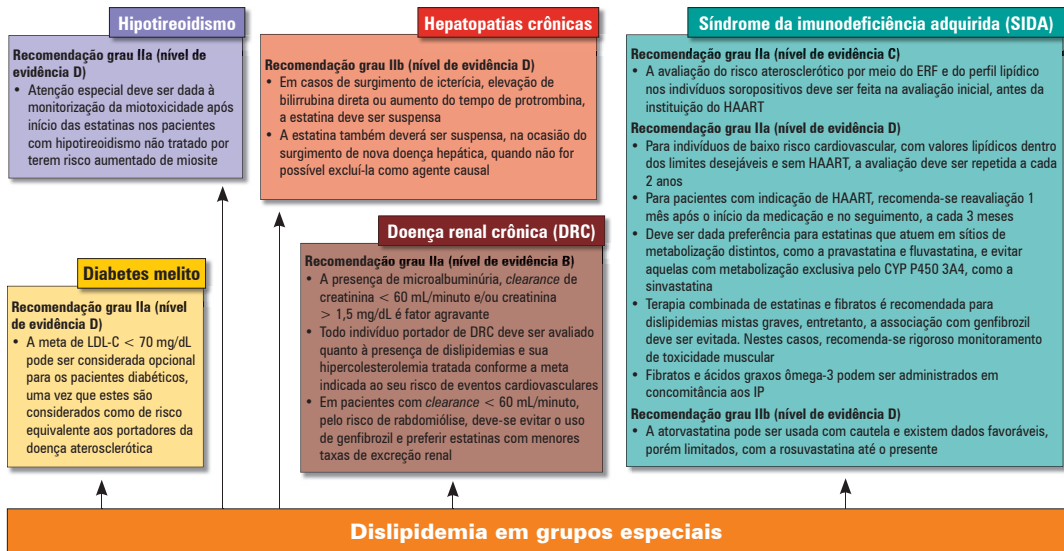 Hipotireoidismo
Recomendação grau IIa (nível de
evidência D)
• Atenção especial deve ser dada à
monitorização da miotoxicidade após
início das estatinas nos pacientes
com hipotireoidismo não tratado por
terem risco aumentado de miosite
Hepatopatias crônicas
Recomendação grau IIb (nível de evidência D)
• Em casos de surgimento de icterícia, elevação de
bilirrubina direta ou aumento do tempo de protrombina,
a estatina deve ser suspensa
• A estatina também deverá ser suspensa, na ocasião do
surgimento de nova doença hepática, quando não for
possível excluí-la como agente causal
Síndrome da imunodeficiência adquirida (SIDA)
Recomendação grau IIa (nível de evidência C)
• A avaliação do risco aterosclerótico por meio do ERF e do perfil lipídico
nos indivíduos soropositivos deve ser feita na avaliação inicial, antes da
instituição do HAART
Recomendação grau IIa (nível de evidência D)
• Para indivíduos de baixo risco cardiovascular, com valores lipídicos dentro
dos limites desejáveis e sem HAART, a avaliação deve ser repetida a cada
2 anos
• Para pacientes com indicação de HAART, recomenda-se reavaliação 1
mês após o início da medicação e no seguimento, a cada 3 meses
• Deve ser dada preferência para estatinas que atuem em sítios de
metabolização distintos, como a pravastatina e fluvastatina, e evitar
aquelas com metabolização exclusiva pelo CYP P450 3A4, como a
sinvastatina
• Terapia combinada de estatinas e fibratos é recomendada para
dislipidemias mistas graves, entretanto, a associação com genfibrozil
deve ser evitada. Nestes casos, recomenda-se rigoroso monitoramento
de toxicidade muscular
• Fibratos e ácidos graxos ômega-3 podem ser administrados em
concomitância aos IP
Recomendação grau IIb (nível de evidência D)
• A atorvastatina pode ser usada com cautela e existem dados favoráveis,
porém limitados, com a rosuvastatina até o presente
Diabetes melito
Recomendação grau IIa (nível
de evidência D)
• A meta de LDL-C < 70 mg/dL
pode ser considerada opcional
para os pacientes diabéticos,
uma vez que estes são
considerados como de risco
equivalente aos portadores da
doença aterosclerótica
Doença renal crônica (DRC)
Recomendação grau IIa (nível de evidência B)
• A presença de microalbuminúria, clearance de
creatinina < 60 mL/minuto e/ou creatinina
> 1,5 mg/dL é fator agravante
• Todo indivíduo portador de DRC deve ser avaliado
quanto à presença de dislipidemias e sua
hipercolesterolemia tratada conforme a meta
indicada ao seu risco de eventos cardiovasculares
• Em pacientes com clearance < 60 mL/minuto,
pelo risco de rabdomiólise, deve-se evitar o uso
de genfibrozil e preferir estatinas com menores
taxas de excreção renal
Dislipidemia em grupos especiais